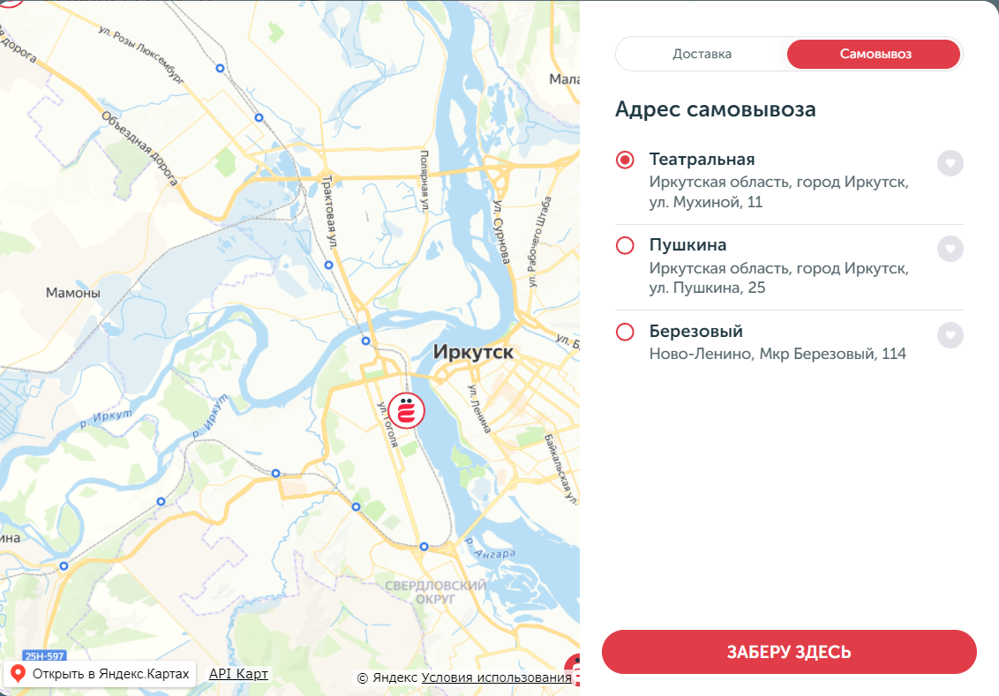 ул. Розы Люксембург
дорога
Мала
Объездная дорога
Полярная ул.
Трактовая ул.
ул. Сурнова
ул. Рабочего Штаба
Мамоны
Иркутск
ул. Б
р. Иркут
р. Иркут
ул. Гоголя
ул. Ленина
Байкальская ул.
ина
р. Ангара
СВЕРДЛОВСКИЙ
ОКРУГ
25Н-597
Открыть в Яндекс.Картах
API Карт
© Яндекс Условия использования
Доставка
Самовывоз
Адрес самовывоза
Театральная
Иркутская область, город Иркутск,
ул. Мухиной, 11
Пушкина
Иркутская область, город Иркутск,
ул. Пушкина, 25
Березовый
Ново-Ленино, Мкр Березовый, 114
ЗАБЕРУ ЗДЕСЬ